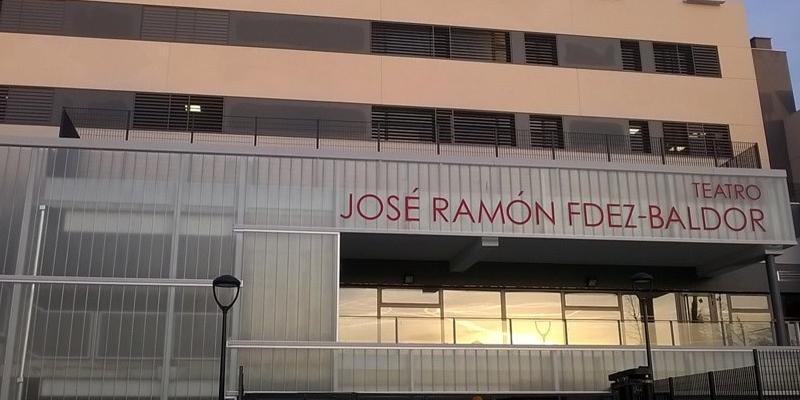 TEATRO
JOSÉ RAMÓN FDEZ-BALDOR